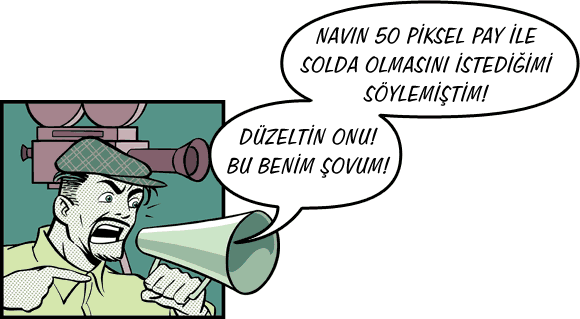 NAVIN 50 PİKSEL PAY İLE
SOLDA OLMASINI İSTEDİĞİMİ
SÖYLEMİŞTİM!
DÜZELTİN ONU!
BU BENİM ŞOVUM!